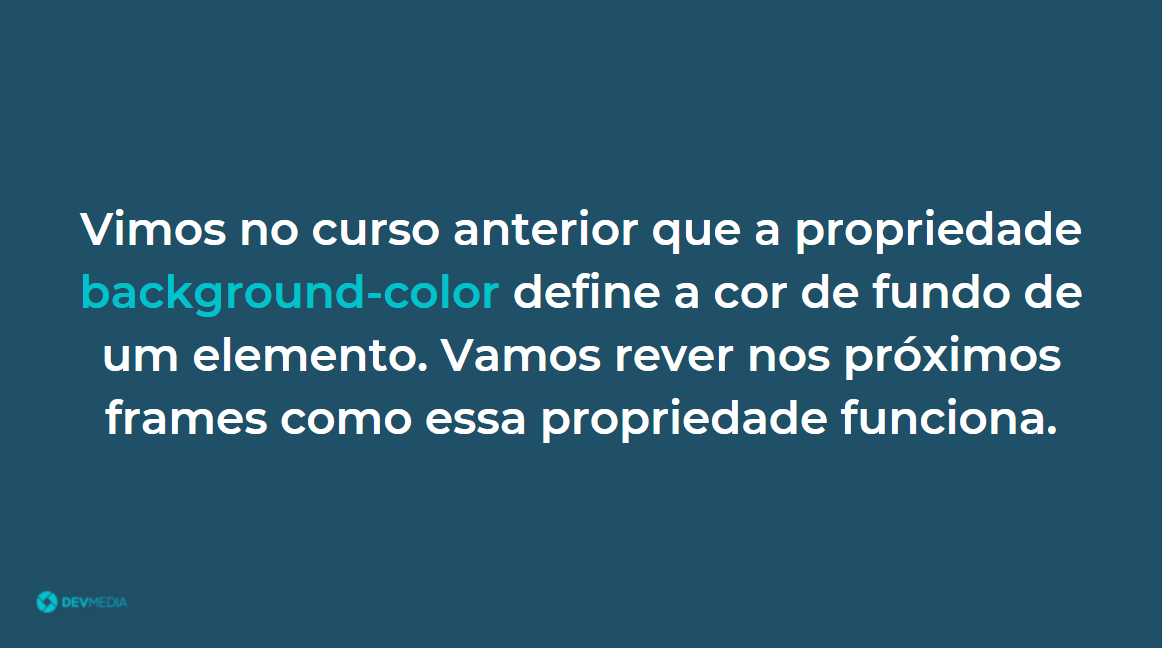 Vimos no curso anterior que a propriedade
background-color define a cor de fundo de
um elemento. Vamos rever nos próximos
frames como essa propriedade funciona.
DEVMEDIA